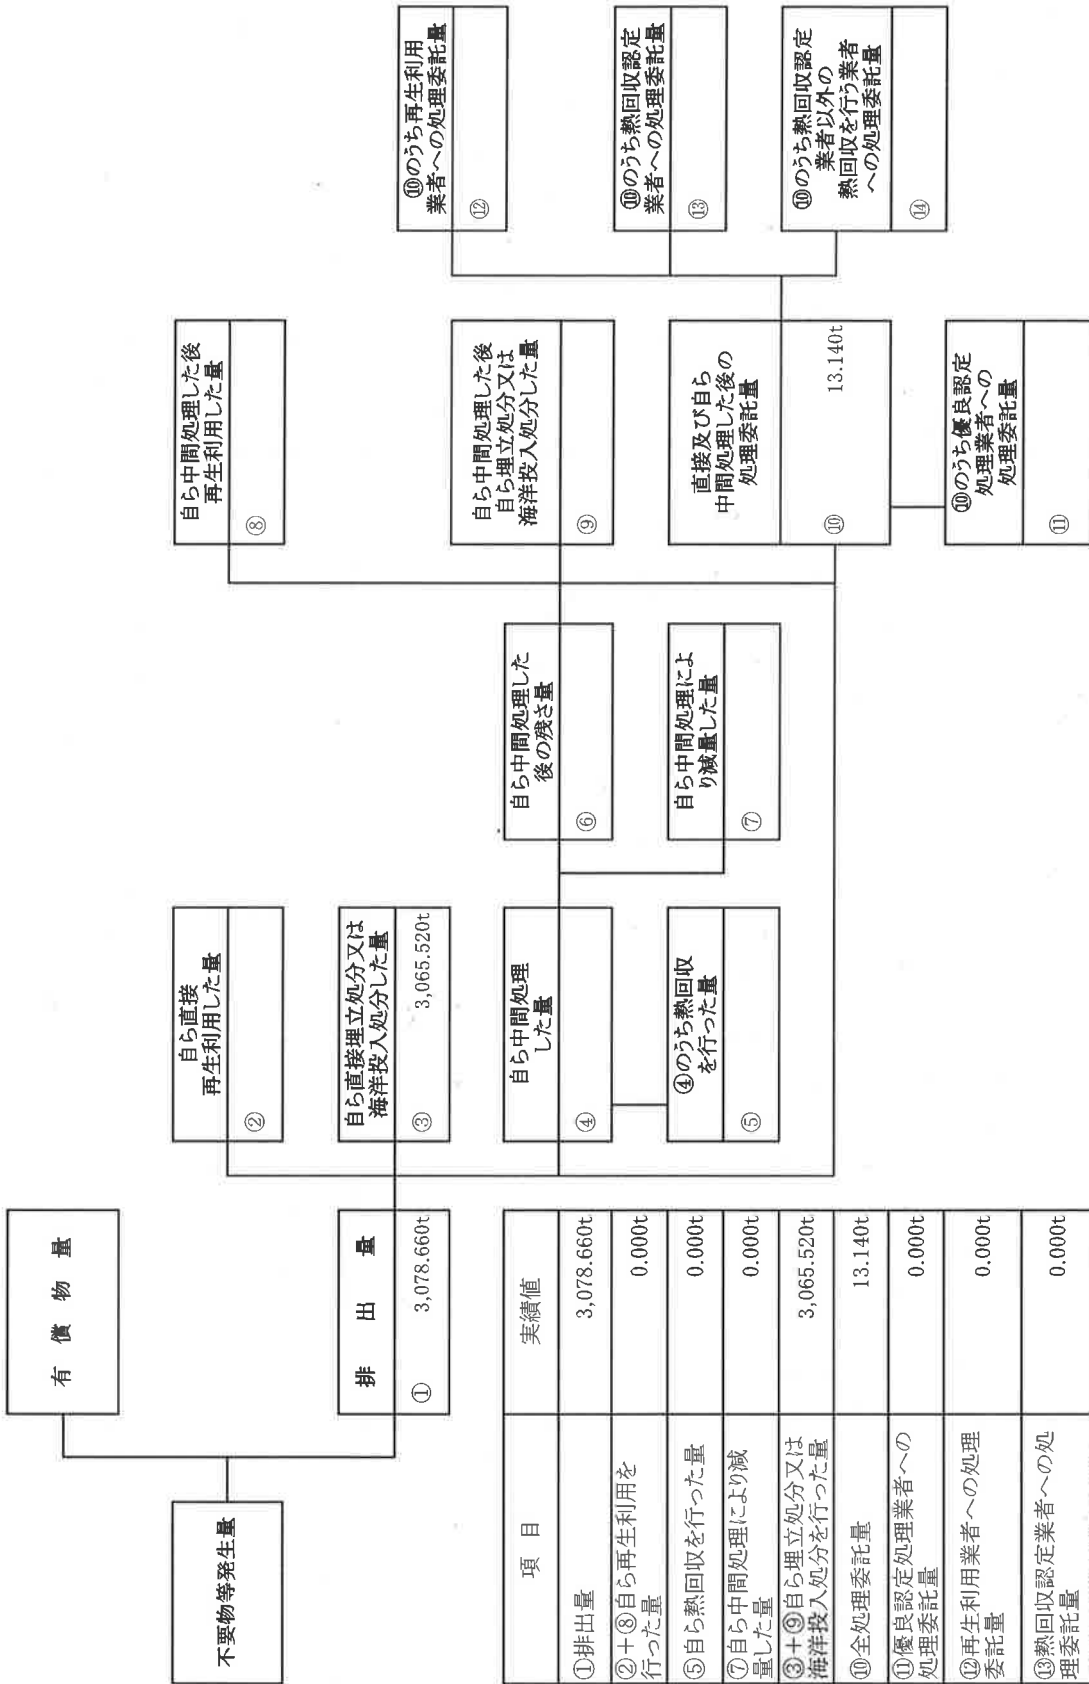 不要物等発生量
有 償 物 量
排 出 量
① 3,078.660t
自ら直接
再生利用した量
②
自ら直接埋立処分又は
海洋投入処分した量
③ 3,065.520t
自ら中間処理
した量
④
④のうち熱回収
を行った量
⑤
自ら中間処理した
後の残さ量
⑥
自ら中間処理によ
り減量した量
⑦
自ら中間処理した後
再生利用した量
⑧
自ら中間処理した後
自ら埋立処分又は
海洋投入処分した量
⑨
直接及び自ら
中間処理した後の
処理委託量
⑩ 13.140t
⑩のうち優良認定
処理業者への
処理委託量
⑪
⑩のうち再生利用
業者への処理委託量
⑫
⑩のうち熱回収認定
業者への処理委託量
⑬
⑩のうち熱回収認定
業者以外の
熱回収を行う業者
への処理委託量
⑭
項 目 実績値
①排出量 3,078.660t
②+⑧自ら再生利用を
行った量 0.000t
⑤自ら熱回収を行った量 0.000t
⑦自ら中間処理により減
量した量 0.000t
③+⑨自ら埋立処分又は
海洋投入処分を行った量 3,065.520t
⑩全処理委託量 13.140t
⑪優良認定処理業者への
処理委託量 0.000t
⑫再生利用業者への処理
委託量 0.000t
⑬熱回収認定業者への処
理委託量 0.000t